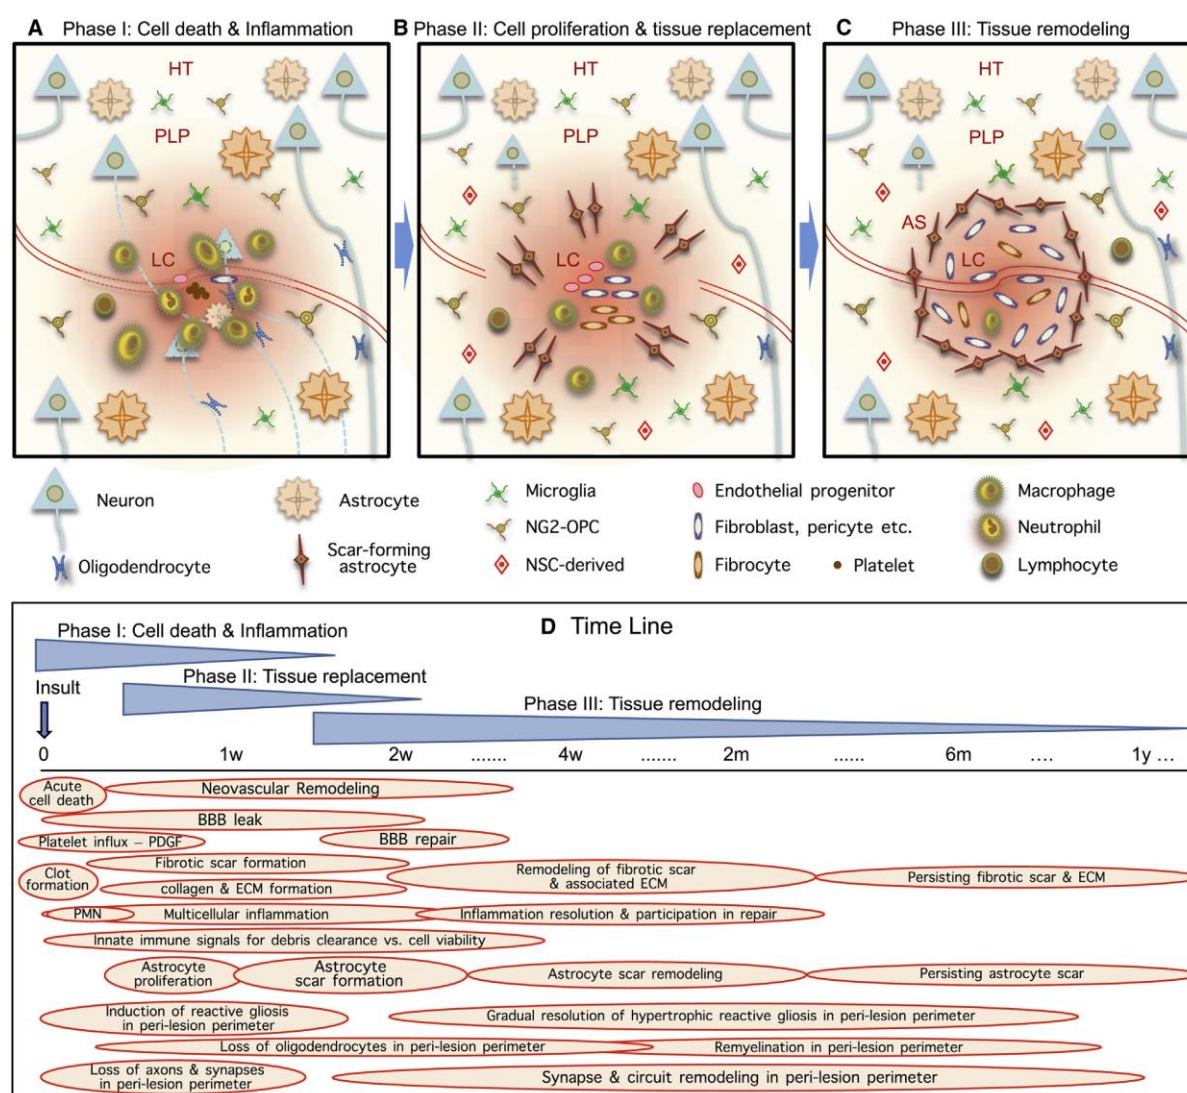 A Phase I: Cell death & Inflammation
B Phase II: Cell proliferation & tissue replacement
C Phase III: Tissue remodeling
HT
PLP
LC
HT
PLP
LC
HT
PLP
AS
LC
Neuron
Astrocyte
Microglia
Endothelial progenitor
Macrophage
NG2-OPC
Fibroblast, pericyte etc.
Neutrophil
Oligodendrocyte
Scar-forming
astrocyte
NSC-derived
Fibrocyte
Platelet
Lymphocyte
D Time Line
Phase I: Cell death & Inflammation
Phase II: Tissue replacement
Phase III: Tissue remodeling
Insult
0 1w 2w ....... 4w ....... 2m ...... 6m .... 1y ...
Acute
cell death
Neovascular Remodeling
BBB leak
Platelet influx – PDGF
BBB repair
Clot
formation
Fibrotic scar formation
collagen & ECM formation
Remodeling of fibrotic scar
& associated ECM
Persisting fibrotic scar & ECM
PMN
Multicellular inflammation
Inflammation resolution & participation in repair
Innate immune signals for debris clearance vs. cell viability
Astrocyte
proliferation
Astrocyte
scar formation
Astrocyte scar remodeling
Persisting astrocyte scar
Induction of reactive gliosis
in peri-lesion perimeter
Gradual resolution of hypertrophic reactive gliosis in peri-lesion perimeter
Loss of oligodendrocytes in peri-lesion perimeter
Remyelination in peri-lesion perimeter
Loss of axons & synapses
in peri-lesion perimeter
Synapse & circuit remodeling in peri-lesion perimeter